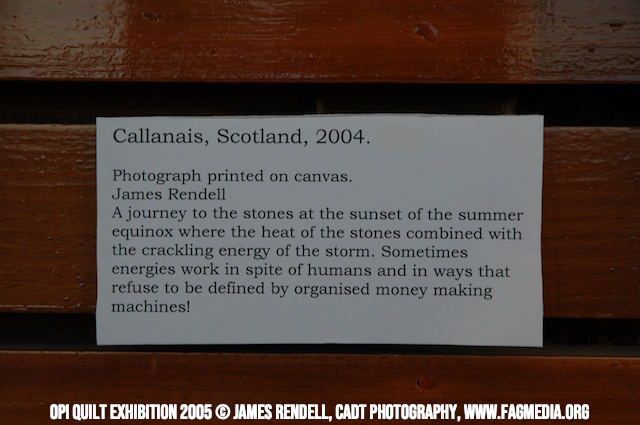 Callanais, Scotland, 2004.
Photograph printed on canvas.
James Rendell
A journey to the stones at the sunset of the summer
equinox where the heat of the stones combined with
the crackling energy of the storm. Sometimes
energies work in spite of humans and in ways that
refuse to be defined by organised money making
machines!
OPI QUILT EXHIBITION 2005 © JAMES RENDELL, CADT PHOTOGRAPHY, WWW.FAGMEDIA.ORG